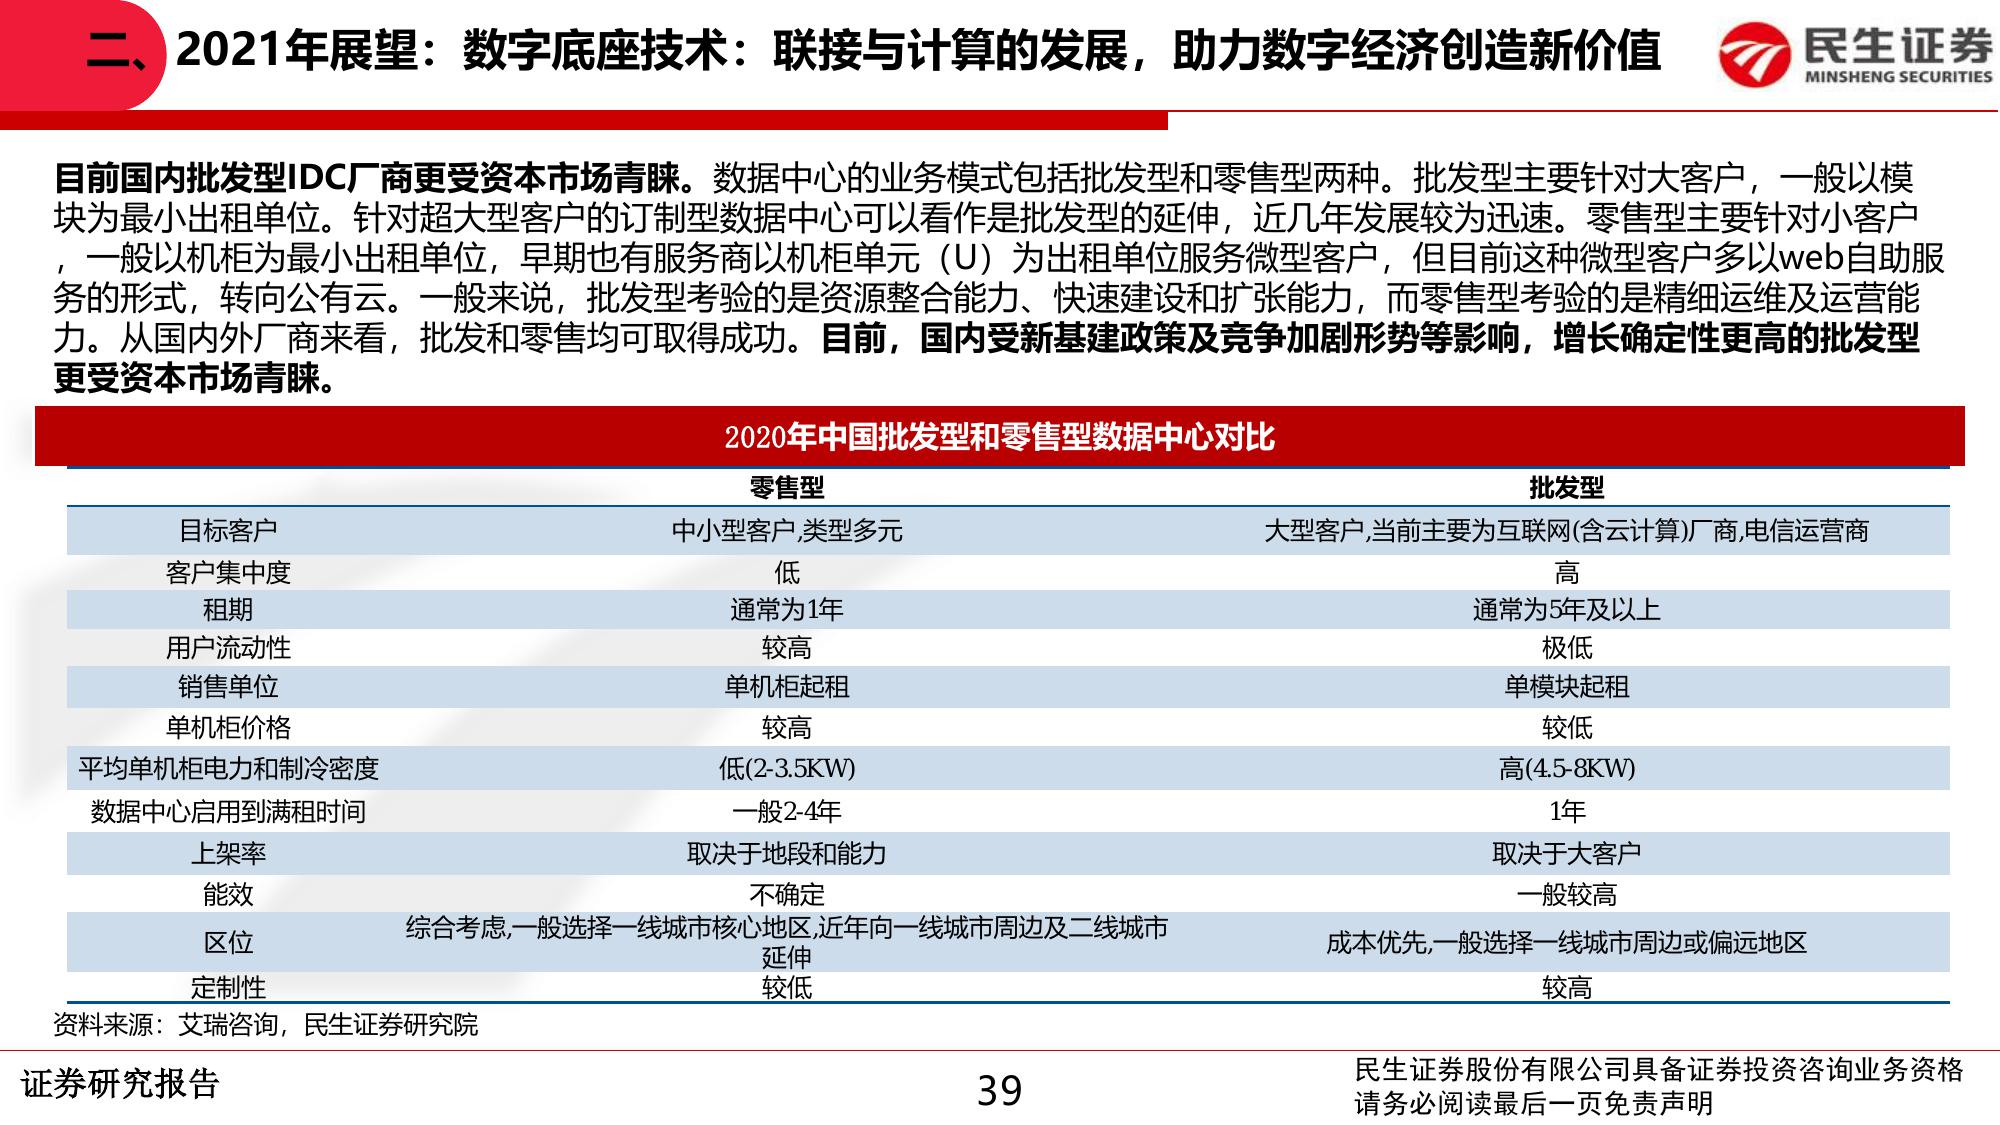 二、 2021年展望：数字底座技术：联接与计算的发展，助力数字经济创造新价值
民生证券
MINSHENG SECURITIES
目前国内批发型IDC厂商更受资本市场青睐。数据中心的业务模式包括批发型和零售型两种。批发型主要针对大客户，一般以模
块为最小出租单位。针对超大型客户的订制型数据中心可以看作是批发型的延伸，近几年发展较为迅速。零售型主要针对小客户
，一般以机柜为最小出租单位，早期也有服务商以机柜单元（U）为出租单位服务微型客户，但目前这种微型客户多以web自助服
务的形式，转向公有云。一般来说，批发型考验的是资源整合能力、快速建设和扩张能力，而零售型考验的是精细运维及运营能
力。从国内外厂商来看，批发和零售均可取得成功。目前，国内受新基建政策及竞争加剧形势等影响，增长确定性更高的批发型
更受资本市场青睐。
2020年中国批发型和零售型数据中心对比
零售型 批发型
目标客户 中小型客户,类型多元 大型客户,当前主要为互联网(含云计算)厂商,电信运营商
客户集中度 低 高
租期 通常为1年 通常为5年及以上
用户流动性 较高 极低
销售单位 单机柜起租 单模块起租
单机柜价格 较高 较低
平均单机柜电力和制冷密度 低(2-3.5KW) 高(4.5-8KW)
数据中心启用到满租时间 一般2-4年 1年
上架率 取决于地段和能力 取决于大客户
能效 不确定 一般较高
区位 综合考虑,一般选择一线城市核心地区,近年向一线城市周边及二线城市
延伸 成本优先,一般选择一线城市周边或偏远地区
定制性 较低 较高
资料来源：艾瑞咨询，民生证券研究院
证券研究报告
39
民生证券股份有限公司具备证券投资咨询业务资格
请务必阅读最后一页免责声明